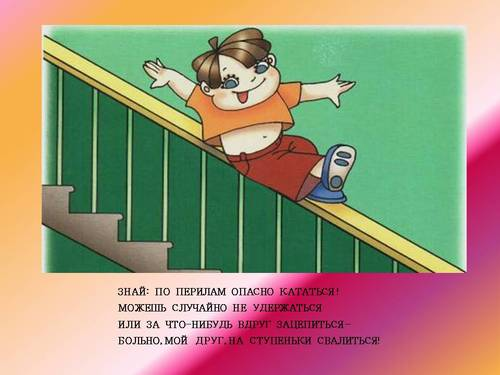 ЗНАЙ: ПО ПЕРИЛАМ ОПАСНО КАТАТЬСЯ!
МОЖЕШЬ СЛУЧАЙНО НЕ УДЕРЖАТЬСЯ
ИЛИ ЗА ЧТО-НИБУДЬ ВДРУГ ЗАЦЕПИТЬСЯ-
БОЛЬНО,МОЙ ДРУГ,НА СТУПЕНЬКИ СВАЛИТЬСЯ!